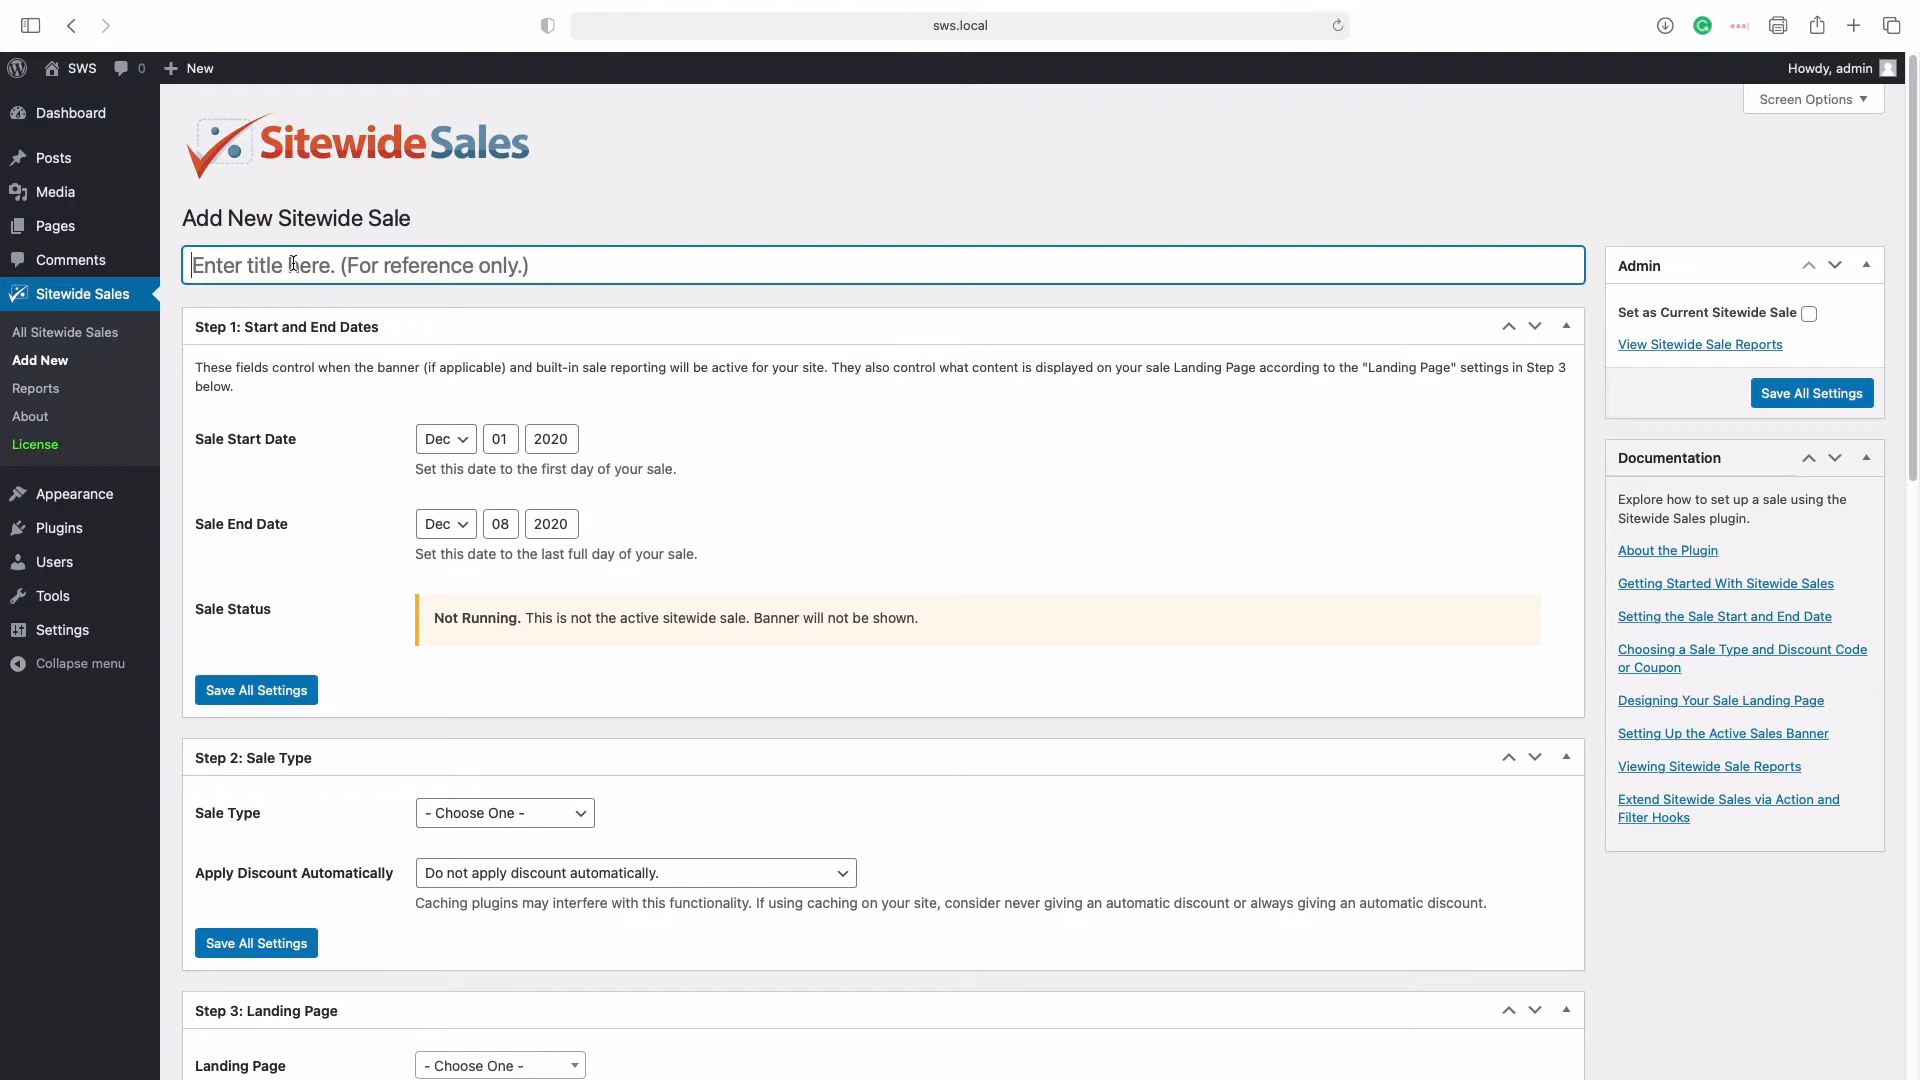 sws.local
SWS
0
New
Howdy, admin
Screen Options
Dashboard
Posts
Media
Pages
Comments
Sitewide Sales
All Sitewide Sales
Add New
Reports
About
License
Appearance
Plugins
Users
Tools
Settings
Collapse menu
SitewideSales
Add New Sitewide Sale
Enter title here. (For reference only.)
Step 1: Start and End Dates
These fields control when the banner (if applicable) and built-in sale reporting will be active for your site. They also control what content is displayed on your sale Landing Page according to the "Landing Page" settings in Step 3
below.
Sale Start Date
Dec 01 2020
Set this date to the first day of your sale.
Sale End Date
Dec 08 2020
Set this date to the last full day of your sale.
Sale Status
Not Running. This is not the active sitewide sale. Banner will not be shown.
Save All Settings
Step 2: Sale Type
Sale Type
- Choose One -
Apply Discount Automatically
Do not apply discount automatically.
Caching plugins may interfere with this functionality. If using caching on your site, consider never giving an automatic discount or always giving an automatic discount.
Save All Settings
Step 3: Landing Page
Landing Page
- Choose One -
Admin
Set as Current Sitewide Sale
View Sitewide Sale Reports
Save All Settings
Documentation
Explore how to set up a sale using the
Sitewide Sales plugin.
About the Plugin
Getting Started With Sitewide Sales
Setting the Sale Start and End Date
Choosing a Sale Type and Discount Code
or Coupon
Designing Your Sale Landing Page
Setting Up the Active Sales Banner
Viewing Sitewide Sale Reports
Extend Sitewide Sales via Action and
Filter Hooks